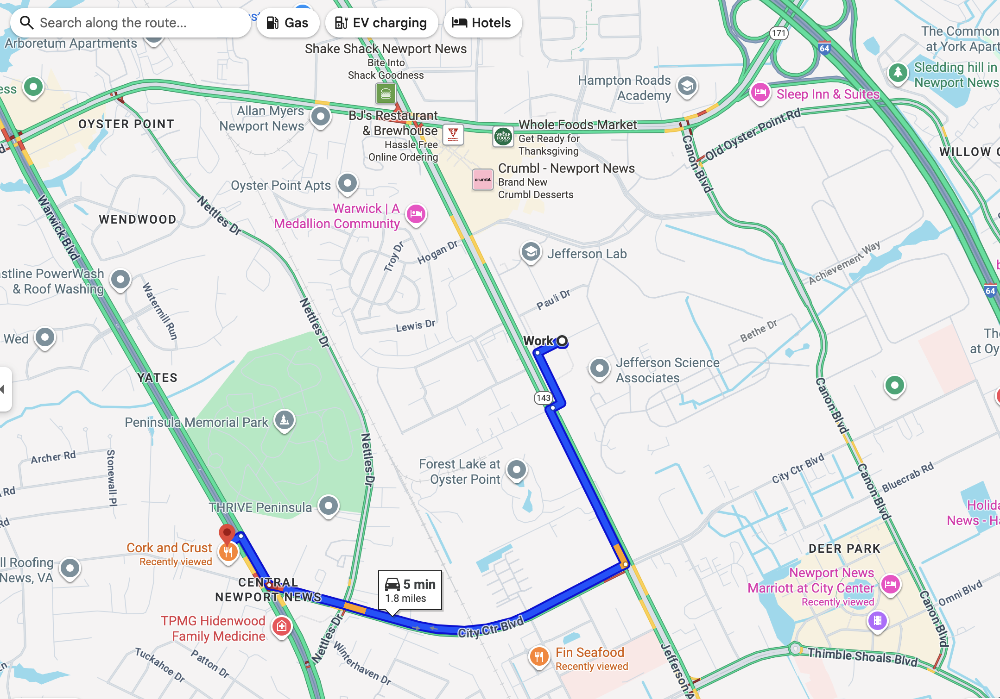 Search along the route...
Gas
EV charging
Hotels
171
64
The Common
at York Apart
Arboretum Apartments
Shake Shack Newport News
Bite Into
Shack Goodness
Hampton Roads
Academy
Sledding hill in
Newport News
Sleep Inn & Suites
ess
Allan Myers
Newport News
BJ's Restaurant
& Brewhouse
Hassle Free
Online Ordering
Whole Foods Market
Get Ready for
Thanksgiving
OYSTER POINT
Old Oyster Point Rd
Canon Blvd
WILLOW
Crumbl - Newport News
Brand New
Crumbl Desserts
crumbl
Oyster Point Apts
Warwick | A
Medallion Community
Warwick Blvd
WENDWOOD
Nettles Dr
Troy Dr
Hogan Dr
Jefferson Lab
Achievement Way
astline PowerWash
& Roof Washing
Watermill Run
Pauli Dr
64
Nettles Dr
Lewis Dr
Bethe Dr
Wed
Work
The
at Oy
YATES
Jefferson Science
Associates
143
Canon Blvd
Peninsula Memorial Park
Archer Rd
Stonewall Pl
Nettles Dr
Forest Lake at
Oyster Point
City Ctr Blvd
Canon Blvd
Bluecrab Rd
Rd
THRIVE Peninsula
Rd
Holida
News - Ha
Cork and Crust
Recently viewed
DEER PARK
ll Roofing
News, VA
CENTRAL
NEWPORT NEWS
5 min
1.8 miles
Newport News
Marriott at City Center
Recently viewed
Omni Blvd
Canon Blvd
TPMG Hidenwood
Family Medicine
Nettles Dr
City Ctr Blvd
Winterhaven Dr
Tuckahoe Dr
Patton Dr
Fin Seafood
Recently viewed
Jefferson A
Thimble Shoals Blvd
Ln